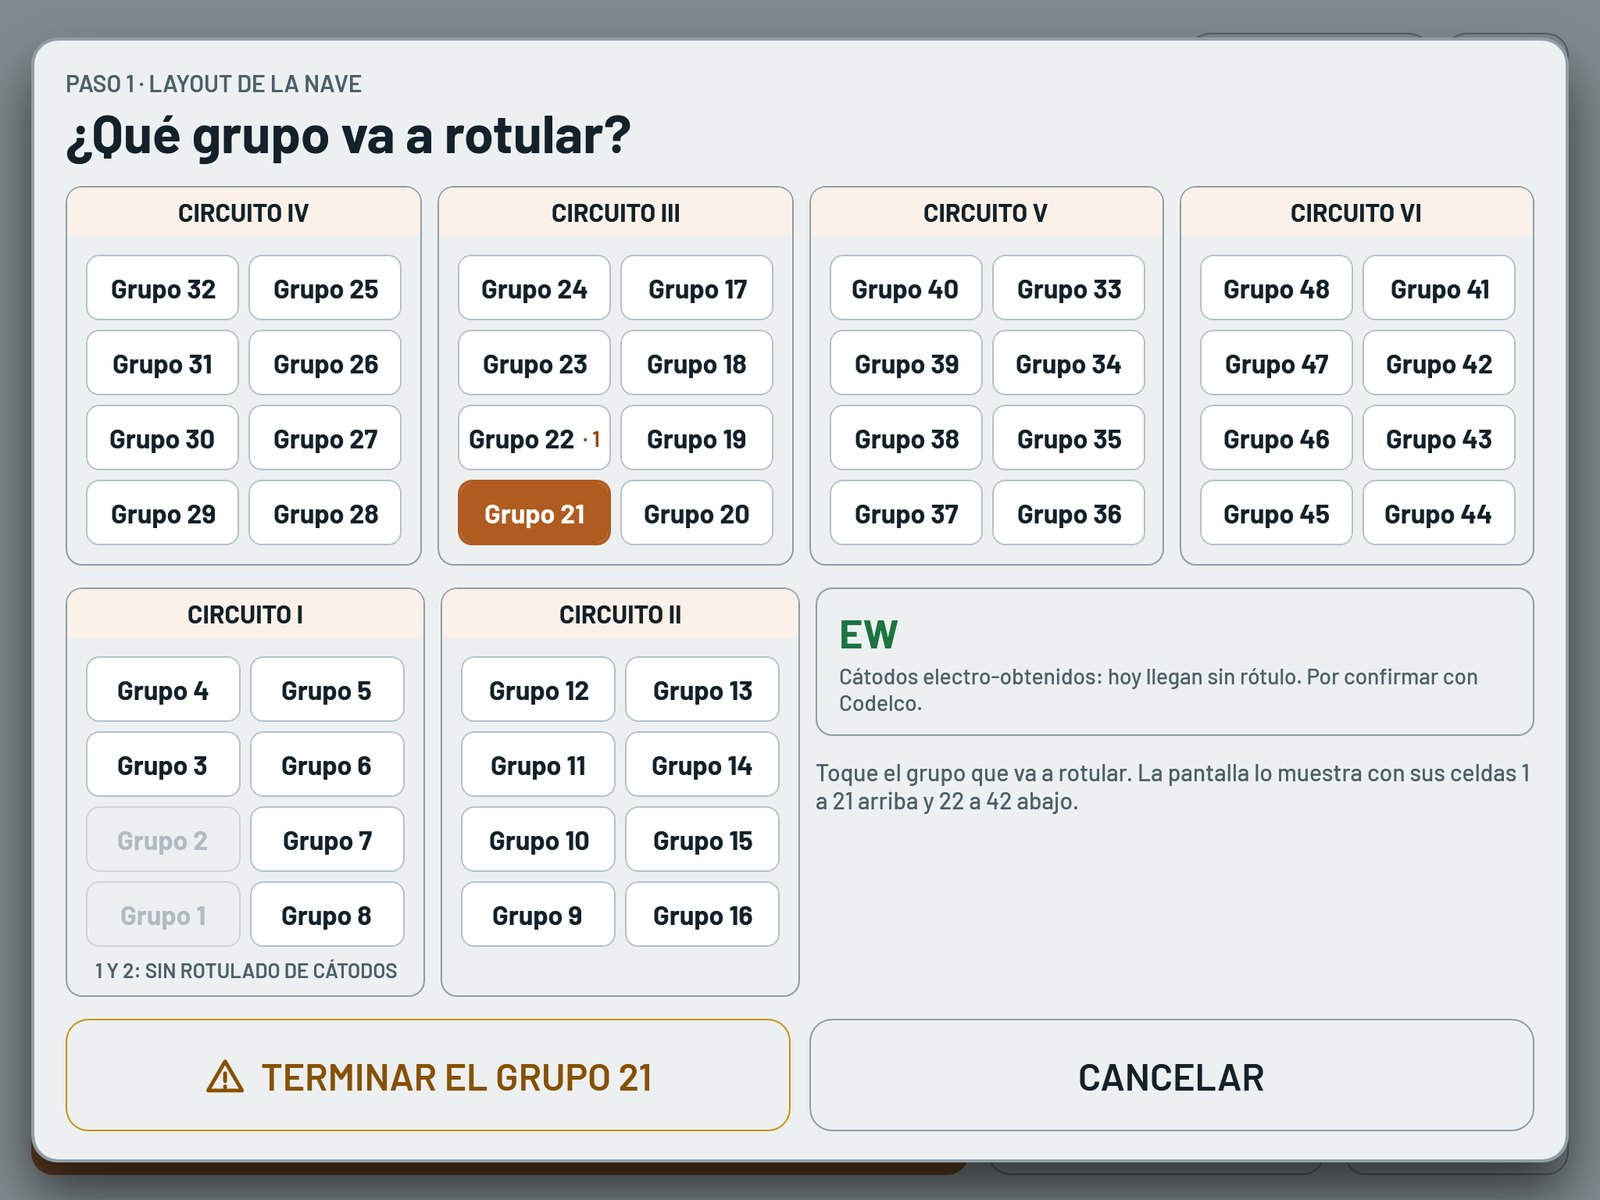 PASO 1 · LAYOUT DE LA NAVE
¿Qué grupo va a rotular?
CIRCUITO IV
Grupo 32 Grupo 25
Grupo 31 Grupo 26
Grupo 30 Grupo 27
Grupo 29 Grupo 28
CIRCUITO III
Grupo 24 Grupo 17
Grupo 23 Grupo 18
Grupo 22 · 1 Grupo 19
Grupo 21 Grupo 20
CIRCUITO V
Grupo 40 Grupo 33
Grupo 39 Grupo 34
Grupo 38 Grupo 35
Grupo 37 Grupo 36
CIRCUITO VI
Grupo 48 Grupo 41
Grupo 47 Grupo 42
Grupo 46 Grupo 43
Grupo 45 Grupo 44
CIRCUITO I
Grupo 4 Grupo 5
Grupo 3 Grupo 6
Grupo 2 Grupo 7
Grupo 1 Grupo 8
1 Y 2: SIN ROTULADO DE CÁTODOS
CIRCUITO II
Grupo 12 Grupo 13
Grupo 11 Grupo 14
Grupo 10 Grupo 15
Grupo 9 Grupo 16
EW
Cátodos electro-obtenidos: hoy llegan sin rótulo. Por confirmar con
Codelco.
Toque el grupo que va a rotular. La pantalla lo muestra con sus celdas 1
a 21 arriba y 22 a 42 abajo.
TERMINAR EL GRUPO 21
CANCELAR